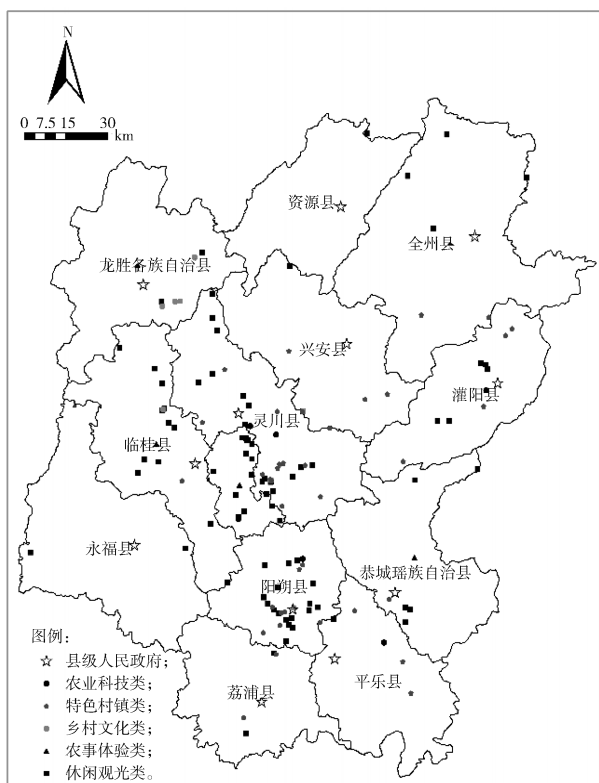 N
0 7.5 15 30
km
资源县
全州县
龙胜各族自治县
兴安县
灌阳县
灵川县
临桂县
永福县
恭城瑶族自治县
阳朔县
平乐县
荔浦县
图例：
县级人民政府；
农业科技类；
特色村镇类；
乡村文化类；
农事体验类；
休闲观光类。